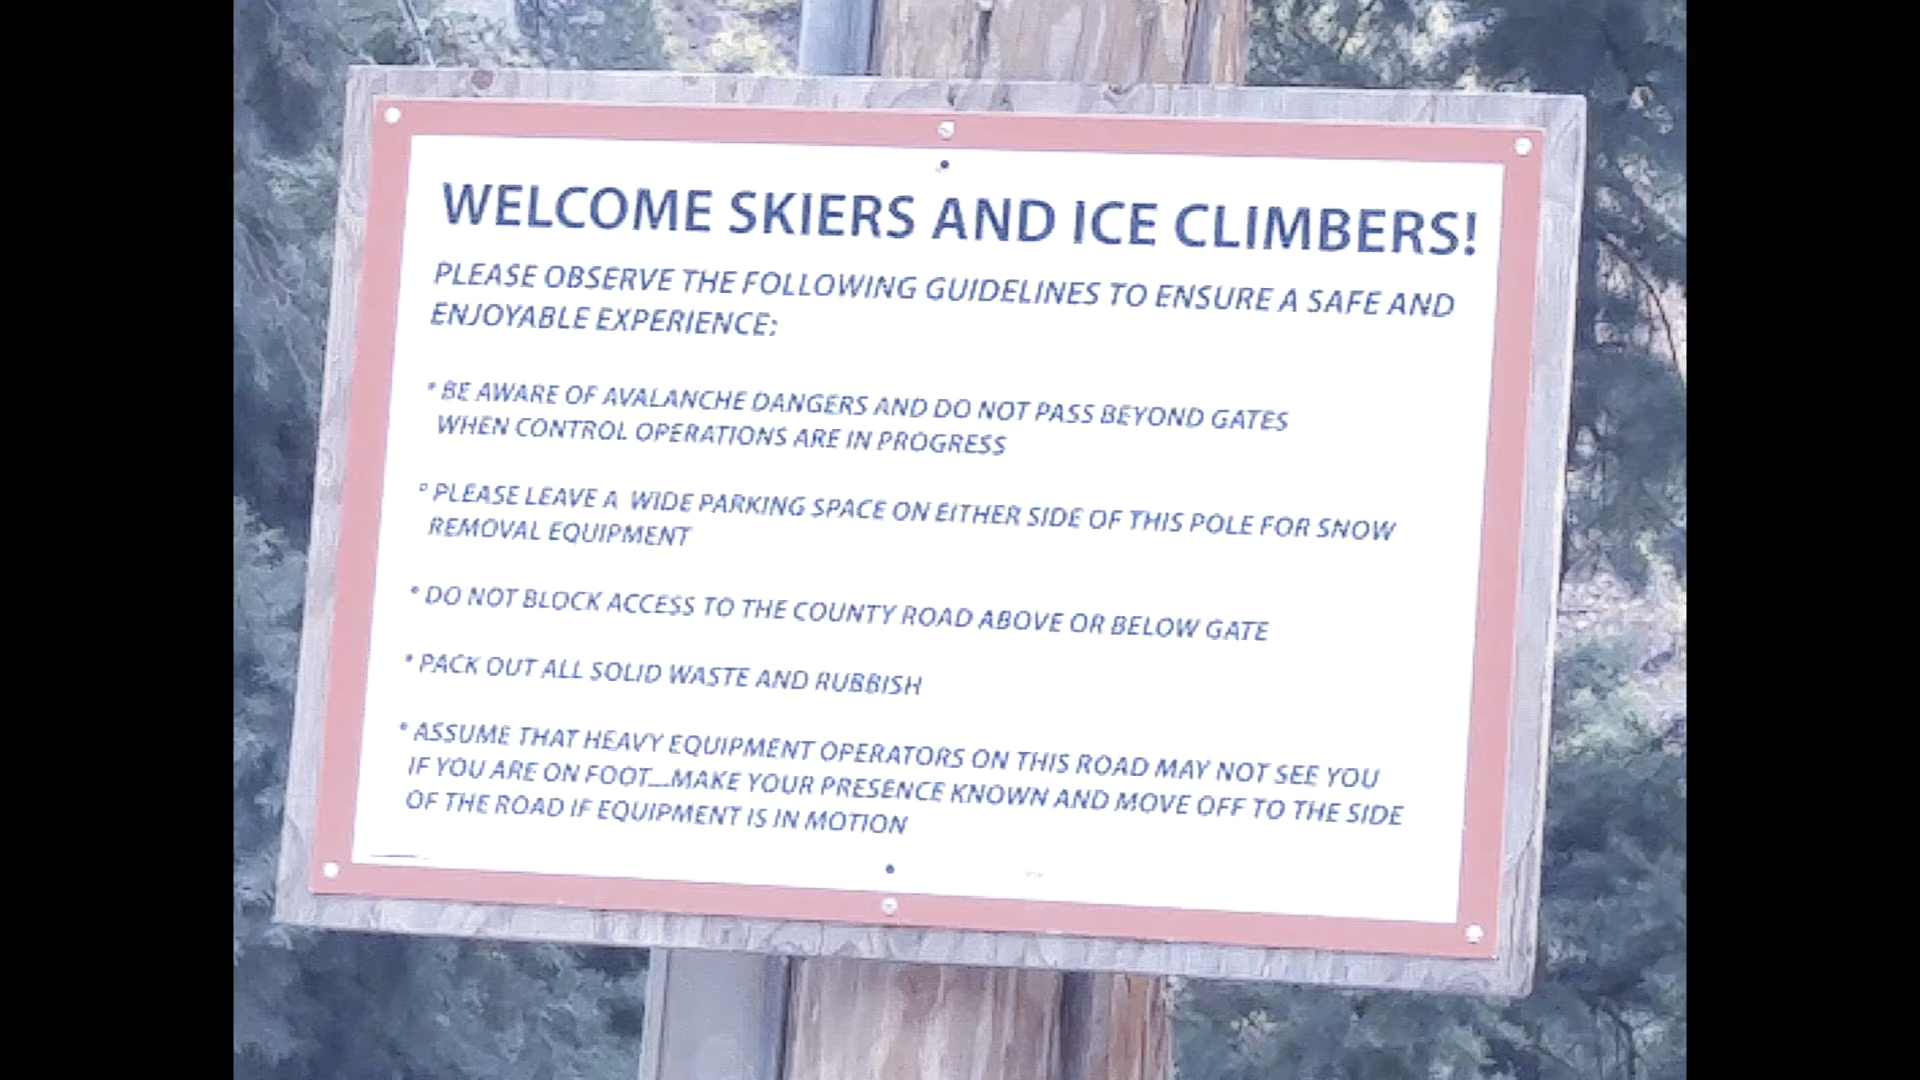 WELCOME SKIERS AND ICE CLIMBERS!
PLEASE OBSERVE THE FOLLOWING GUIDELINES TO ENSURE A SAFE AND
ENJOYABLE EXPERIENCE:
* BE AWARE OF AVALANCHE DANGERS AND DO NOT PASS BEYOND GATES
WHEN CONTROL OPERATIONS ARE IN PROGRESS
* PLEASE LEAVE A WIDE PARKING SPACE ON EITHER SIDE OF THIS POLE FOR SNOW
REMOVAL EQUIPMENT
* DO NOT BLOCK ACCESS TO THE COUNTY ROAD ABOVE OR BELOW GATE
* PACK OUT ALL SOLID WASTE AND RUBBISH
* ASSUME THAT HEAVY EQUIPMENT OPERATORS ON THIS ROAD MAY NOT SEE YOU
IF YOU ARE ON FOOT....MAKE YOUR PRESENCE KNOWN AND MOVE OFF TO THE SIDE
OF THE ROAD IF EQUIPMENT IS IN MOTION